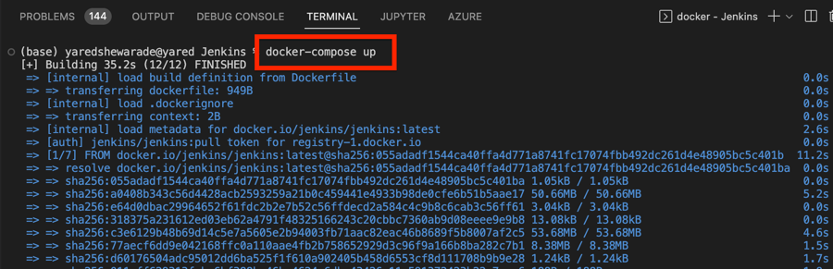 PROBLEMS 144 OUTPUT DEBUG CONSOLE TERMINAL JUPYTER AZURE docker - Jenkins
(base) yaredshewarade@yared Jenkins % docker-compose up
[+] Building 35.2s (12/12) FINISHED
=> [internal] load build definition from Dockerfile 0.0s
=> => transferring dockerfile: 949B 0.0s
=> [internal] load .dockerignore 0.0s
=> => transferring context: 2B 0.0s
=> [internal] load metadata for docker.io/jenkins/jenkins:latest 2.6s
=> [auth] jenkins/jenkins:pull token for registry-1.docker.io 0.0s
=> [1/7] FROM docker.io/jenkins/jenkins:latest@sha256:055adadf1544ca40ffa4d771a8741fc17074fbb492dc261d4e48905bc5c401b 11.2s
=> => resolve docker.io/jenkins/jenkins:latest@sha256:055adadf1544ca40ffa4d771a8741fc17074fbb492dc261d4e48905bc5c401ba 0.0s
=> => sha256:055adadf1544ca40ffa4d771a8741fc17074fbb492dc261d4e48905bc5c401ba 1.05kB / 1.05kB 0.0s
=> => sha256:a0408b343c56d4428acb2593259a21b0c459441e4933b98de0cfe6b51b5aae17 50.66MB / 50.66MB 5.2s
=> => sha256:e64d0dbac29964652f61fdc2b2e7b52c56ffdecd2a584c4c9b8c6cab3c56ff61 3.04kB / 3.04kB 0.0s
=> => sha256:318375a231612ed03eb62a4791f48325166243c20cbbc7360ab9d08eeee9e9b8 13.08kB / 13.08kB 0.0s
=> => sha256:c3e6129b48b69d14c5e7a5605e2b94003fb71aac82eac46b8689f5b8007af2c5 53.68MB / 53.68MB 4.6s
=> => sha256:77aecf6dd9e042168ffc0a110aae4fb2b758652929d3c96f9a166b8ba282c7b1 8.38MB / 8.38MB 1.5s
=> => sha256:d60176504adc95012dd6ba525f1f610a902405b458d6553cf8d111708b9b9e28 1.24kB / 1.24kB 1.7s